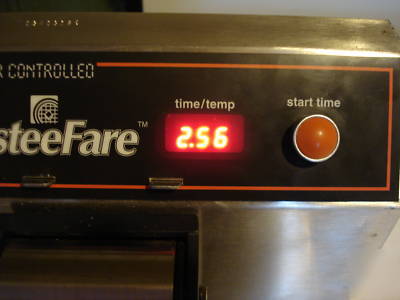 R CONTROLLED
time/temp
start time
steeFare™
2.56